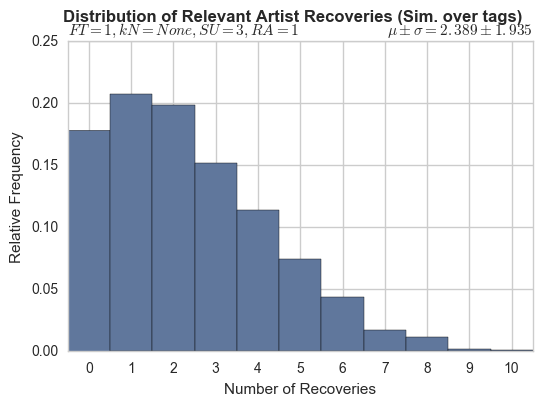 Distribution of Relevant Artist Recoveries (Sim. over tags)
FT = 1, kN = None, SU = 3, RA = 1 μ ± σ = 2.389 ± 1.935
0.25
0.20
0.15
0.10
0.05
0.00
Relative Frequency
0 1 2 3 4 5 6 7 8 9 10
Number of Recoveries